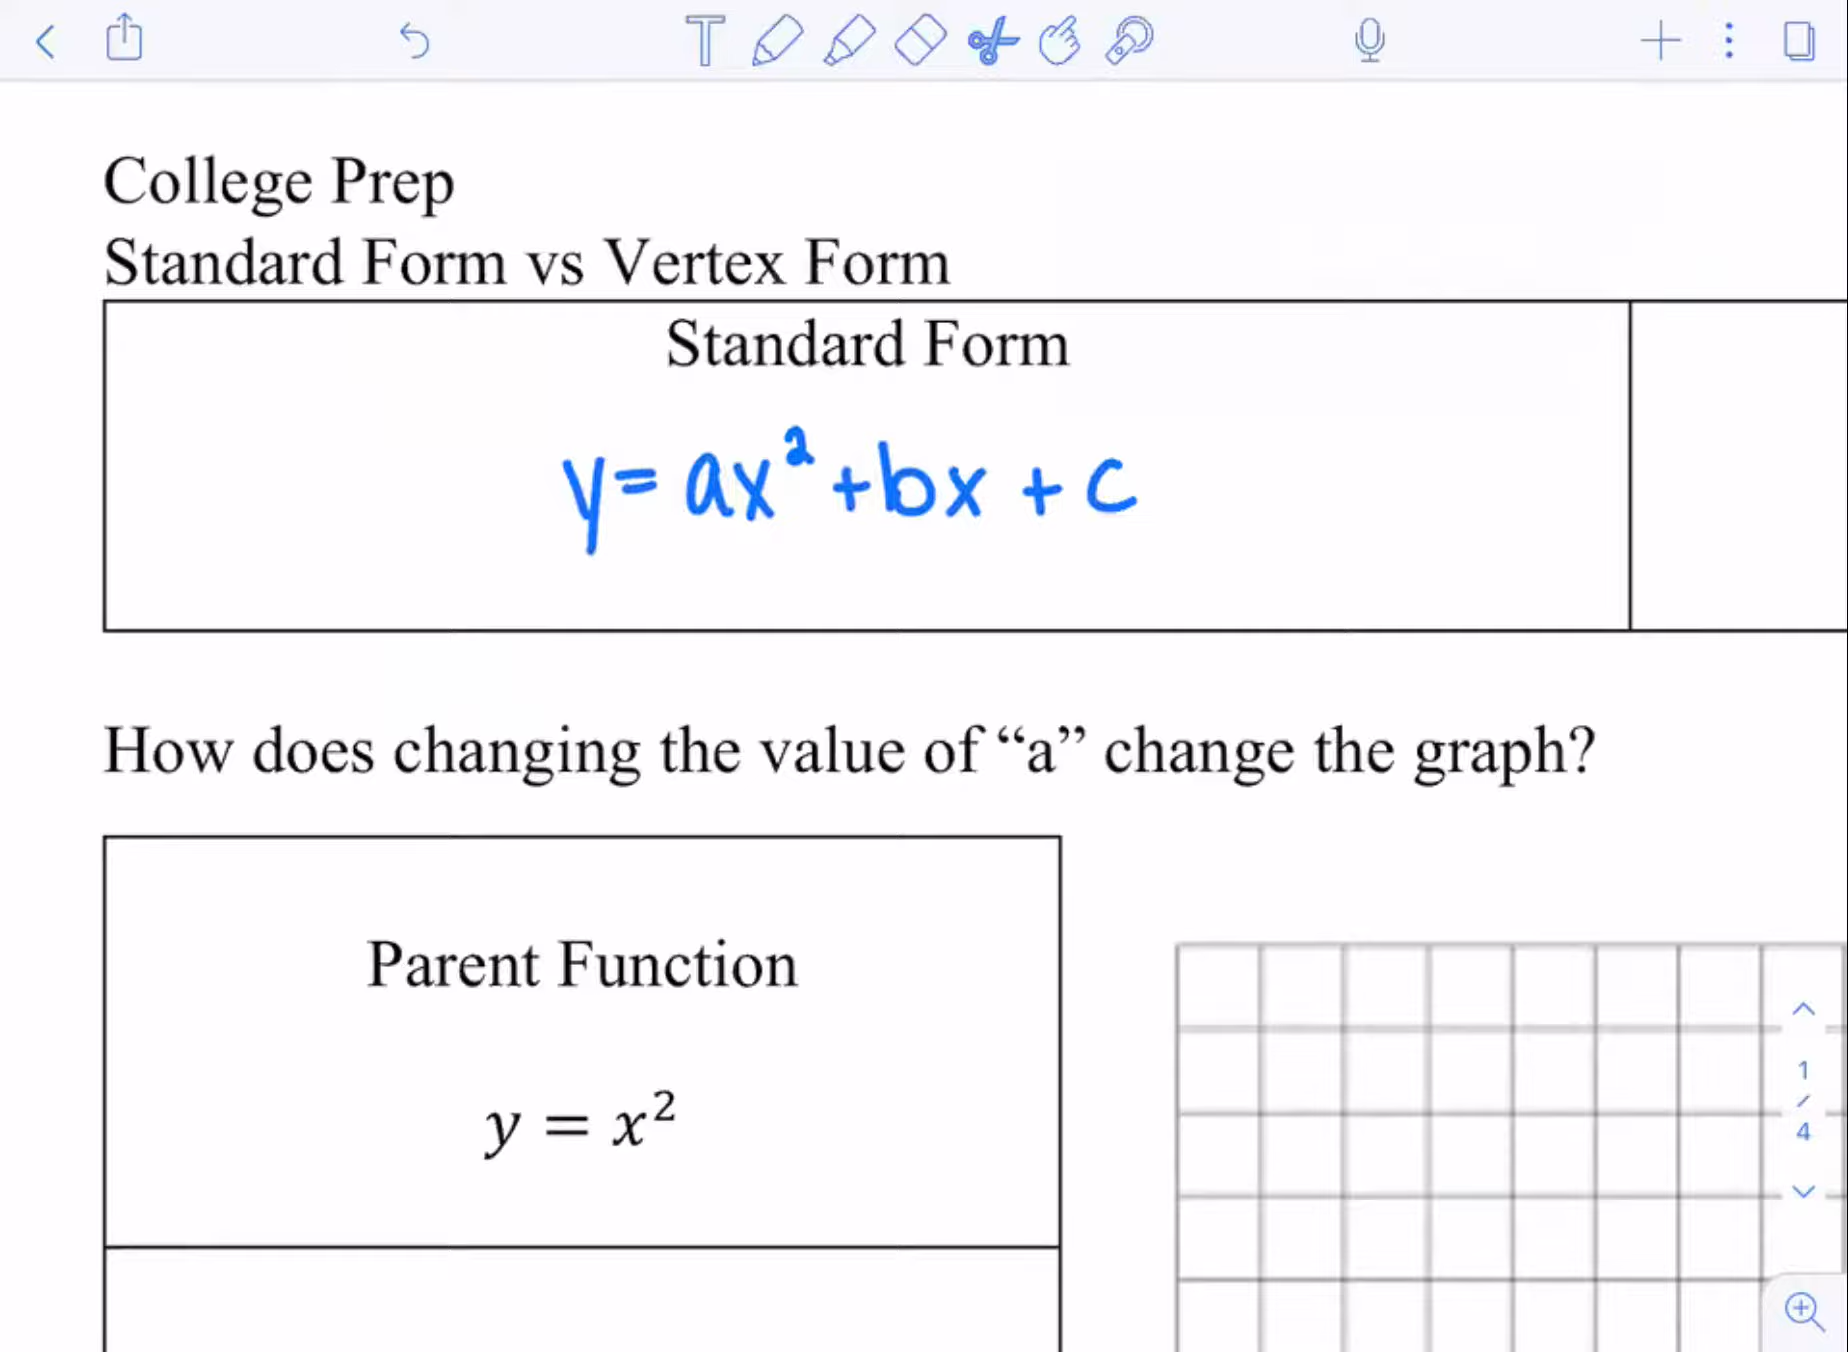 College Prep
Standard Form vs Vertex Form
Standard Form
y = ax² + bx + c
How does changing the value of “a” change the graph?
Parent Function
y = x²
1
/
4